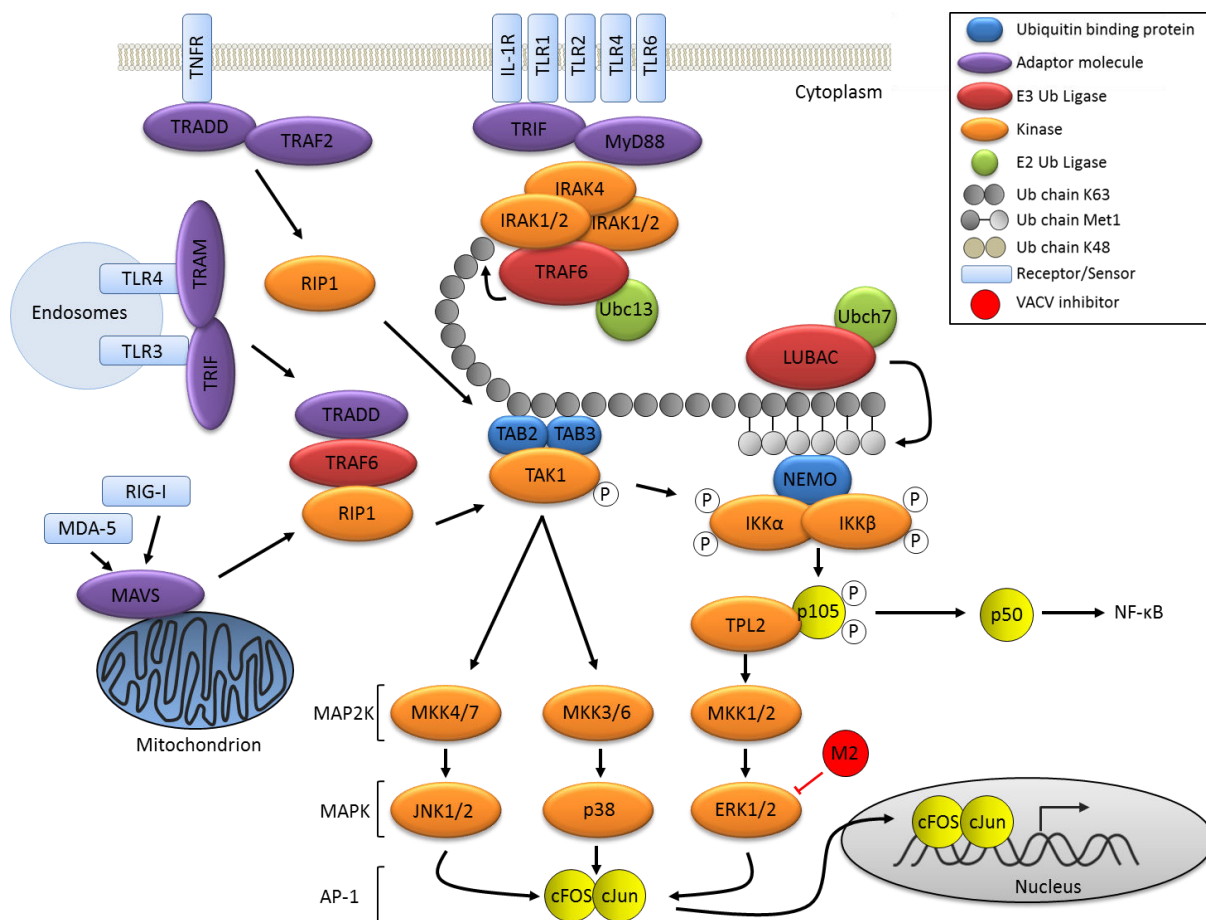 TNFR
IL-1R
TLR1
TLR2
TLR4
TLR6
Cytoplasm
TRADD
TRAF2
TRIF
MyD88
IRAK4
IRAK1/2
IRAK1/2
TRAF6
Ubc13
RIP1
Endosomes
TLR4
TRAM
TLR3
TRIF
Ubch7
LUBAC
TRADD
TRAF6
RIP1
TAB2
TAB3
TAK1
P
NEMO
IKKα
IKKβ
P
P
P
P
RIG-I
MDA-5
MAVS
Mitochondrion
TPL2
p105
P
P
p50
NF-κB
MAP2K
MKK4/7
MKK3/6
MKK1/2
M2
MAPK
JNK1/2
p38
ERK1/2
AP-1
cFOS
cJun
cFOS
cJun
Nucleus
Ubiquitin binding protein
Adaptor molecule
E3 Ub Ligase
Kinase
E2 Ub Ligase
Ub chain K63
Ub chain Met1
Ub chain K48
Receptor/Sensor
VACV inhibitor